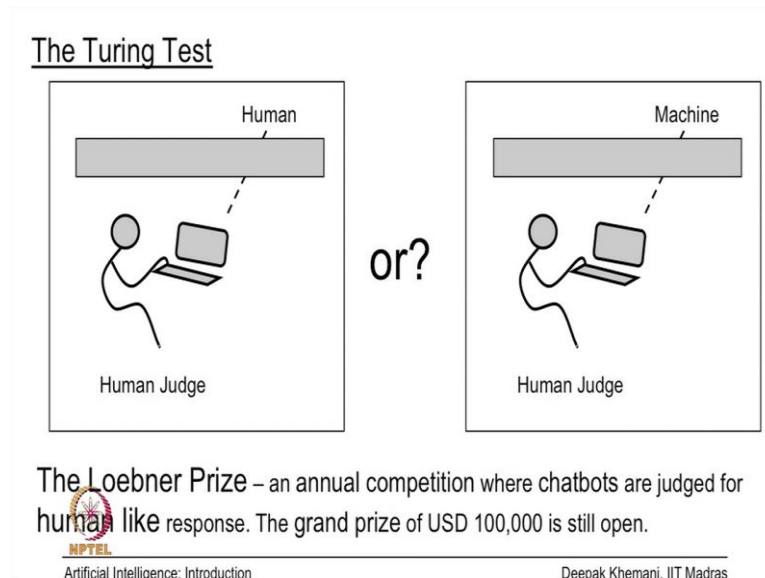 The Turing Test
Human
Machine
or?
Human Judge
Human Judge
The Loebner Prize – an annual competition where chatbots are judged for
human like response. The grand prize of USD 100,000 is still open.
NPTEL
Artificial Intelligence: Introduction
Deepak Khemani, IIT Madras